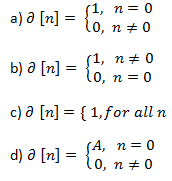 a) ∂ [n] = {1, n = 0
0, n ≠ 0
b) ∂ [n] = {1, n ≠ 0
0, n = 0
c) ∂ [n] = { 1, for all n
d) ∂ [n] = {A, n = 0
0, n ≠ 0